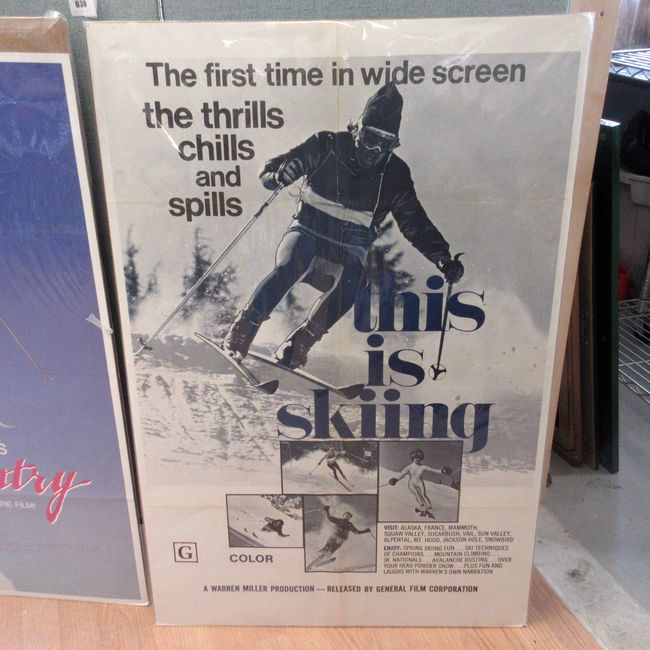 D30
The first time in wide screen
the thrills
chills
and
spills
this
is
skiing
VISIT: ALASKA, FRANCE, MAMMOTH,
SQUAW VALLEY, SUGARBUSH, VAIL, SUN VALLEY,
ALPENTAL, MT. HOOD, JACKSON HOLE, SNOWBIRD
ENJOY: SPRING SKIING FUN ... SKI TECHNIQUES
OF CHAMPIONS ... MOUNTAIN CLIMBING ...
JR. NATIONALS .. AVALANCHE BUSTING ... OVER
YOUR HEAD POWDER SNOW ... PLUS FUN AND
LAUGHS WITH WARREN'S OWN NARRATION
G
COLOR
A WARREN MILLER PRODUCTION — RELEASED BY GENERAL FILM CORPORATION
S
try
RE FILM!